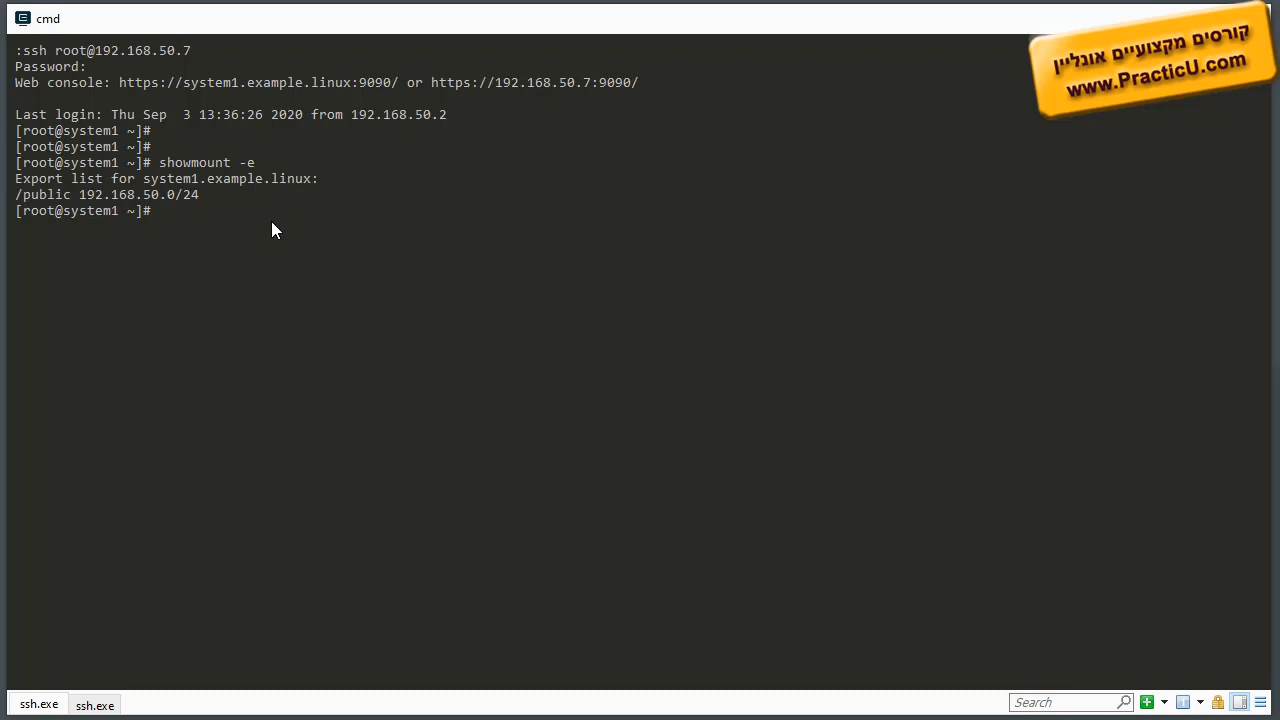 cmd
קורסים מקצועיים אונליין
www.PracticU.com
:ssh root@192.168.50.7
Password:
Web console: https://system1.example.linux:9090/ or https://192.168.50.7:9090/
Last login: Thu Sep  3 13:36:26 2020 from 192.168.50.2
[root@system1 ~]#
[root@system1 ~]#
[root@system1 ~]# showmount -e
Export list for system1.example.linux:
/public 192.168.50.0/24
[root@system1 ~]#
ssh.exe
ssh.exe
Search